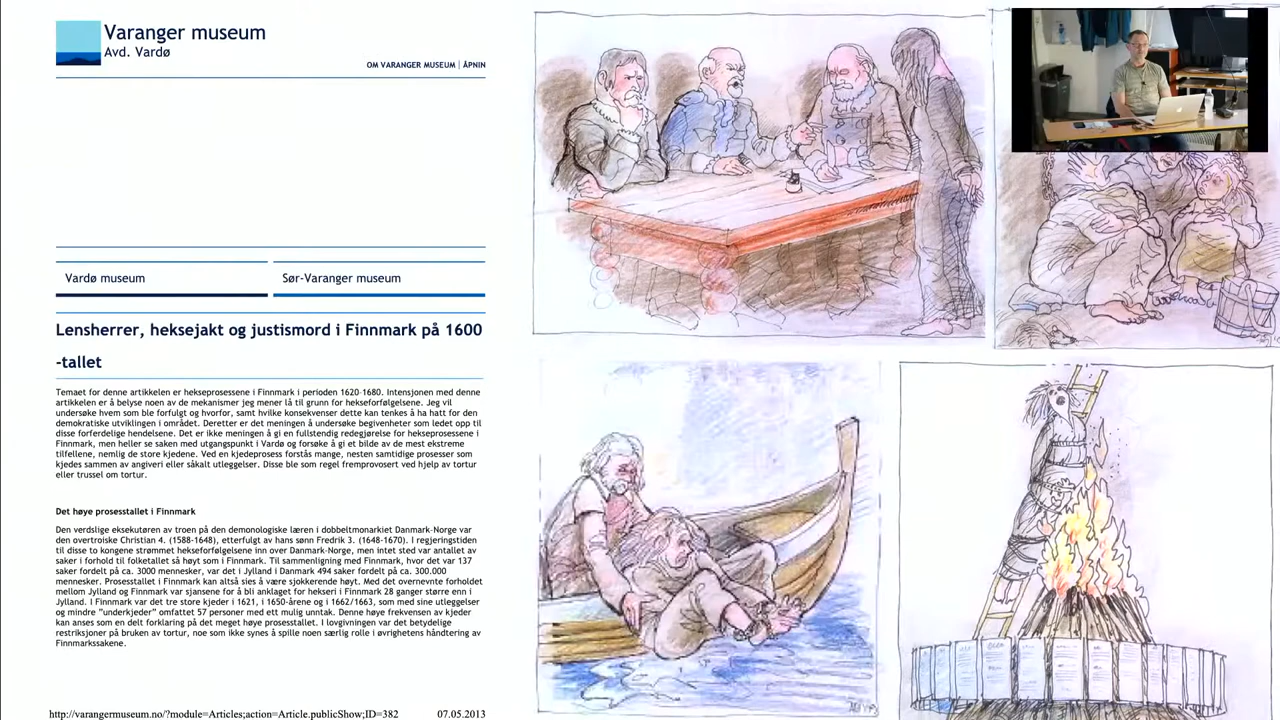 Varanger museum
Avd. Vardø
OM VARANGER MUSEUM | ÅPNIN
Vardø museum
Sør-Varanger museum
Lensherrer, heksejakt og justismord i Finnmark på 1600
-tallet
Temaet for denne artikkelen er hekseprosessene i Finnmark i perioden 1620-1680. Intensjonen med denne
artikkelen er å belyse noen av de mekanismer jeg mener lå til grunn for hekseforfølgelsene. Jeg vil
undersøke hvem som ble forfulgt og hvorfor, samt hvilke konsekvenser dette kan tenkes å ha hatt for den
demokratiske utviklingen i området. Deretter er det meningen å undersøke begivenheter som ledet opp til
disse forferdelige hendelsene. Det er ikke meningen å gi en fullstendig redegjørelse for hekseprosessene i
Finnmark, men heller se saken med utgangspunkt i Vardø og forsøke å gi et bilde av de mest ekstreme
tilfellene, nemlig de store kjedene. Ved en kjedeprosess forstås mange, nesten samtidige prosesser som
kjedes sammen av angiveri eller såkalt utleggelser. Disse ble som regel fremprovosert ved hjelp av tortur
eller trussel om tortur.
Det høye prosesstallet i Finnmark
Den verdslige eksekutøren av troen på den demonologiske læren i dobbeltmonarkiet Danmark-Norge var
den overtroiske Christian 4. (1588-1648), etterfulgt av hans sønn Fredrik 3. (1648-1670). I regjeringstiden
til disse to kongene strømmet hekseforfølgelsene inn over Danmark-Norge, men intet sted var antallet av
saker i forhold til folketallet så høyt som i Finnmark. Til sammenligning med Finnmark, hvor det var 137
saker fordelt på ca. 3000 mennesker, var det i Jylland i Danmark 494 saker fordelt på ca. 300.000
mennesker. Prosesstallet i Finnmark kan altså sies å være sjokkerende høyt. Med det overnevnte forholdet
mellom Jylland og Finnmark var sjansene for å bli anklaget for hekseri i Finnmark 28 ganger større enn i
Jylland. I Finnmark var det tre store kjeder i 1621, i 1650-årene og i 1662/1663, som med sine utleggelser
og mindre "underkjeder" omfattet 57 personer med ett mulig unntak. Denne høye frekvensen av kjeder
kan anses som en delt forklaring på det meget høye prosesstallet. I lovgivningen var det betydelige
restriksjoner på bruken av tortur, noe som ikke synes å spille noen særlig rolle i øvrighetens håndtering av
Finnmarkssakene.
http://varangermuseum.no/?module=Articles;action=Article.publicShow;ID=382
07.05.2013